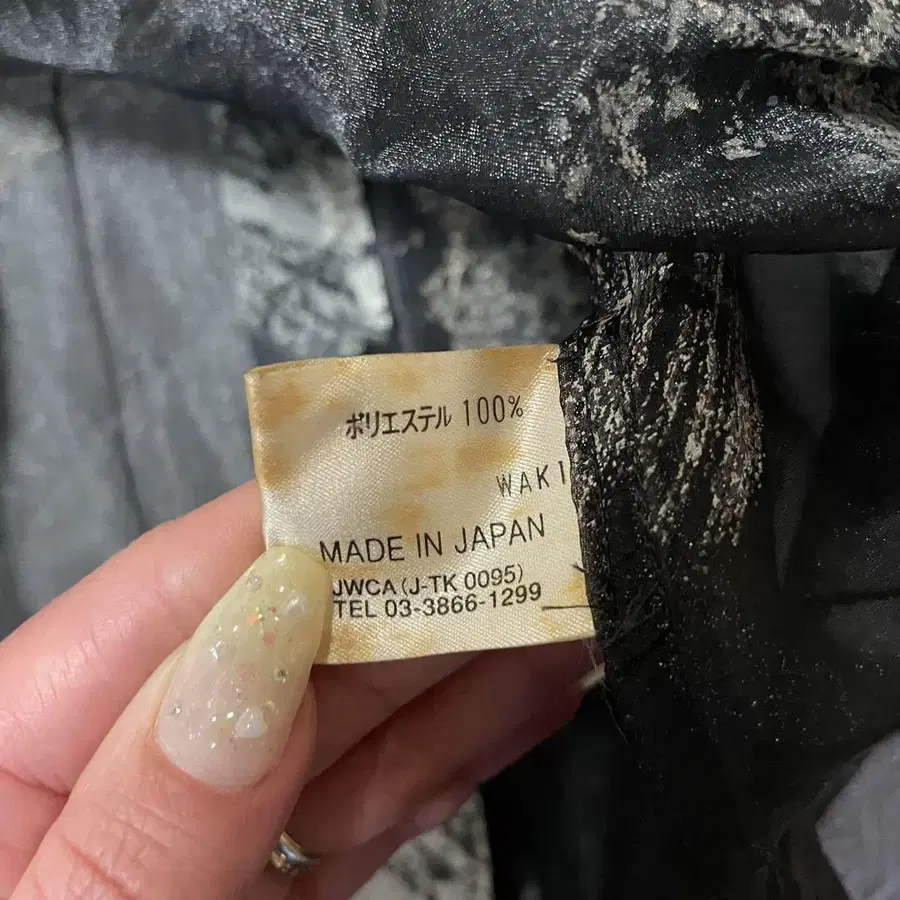 ポリエステル 100%
WAKI
MADE IN JAPAN
JWCA (J-TK 0095)
TEL 03-3866-1299